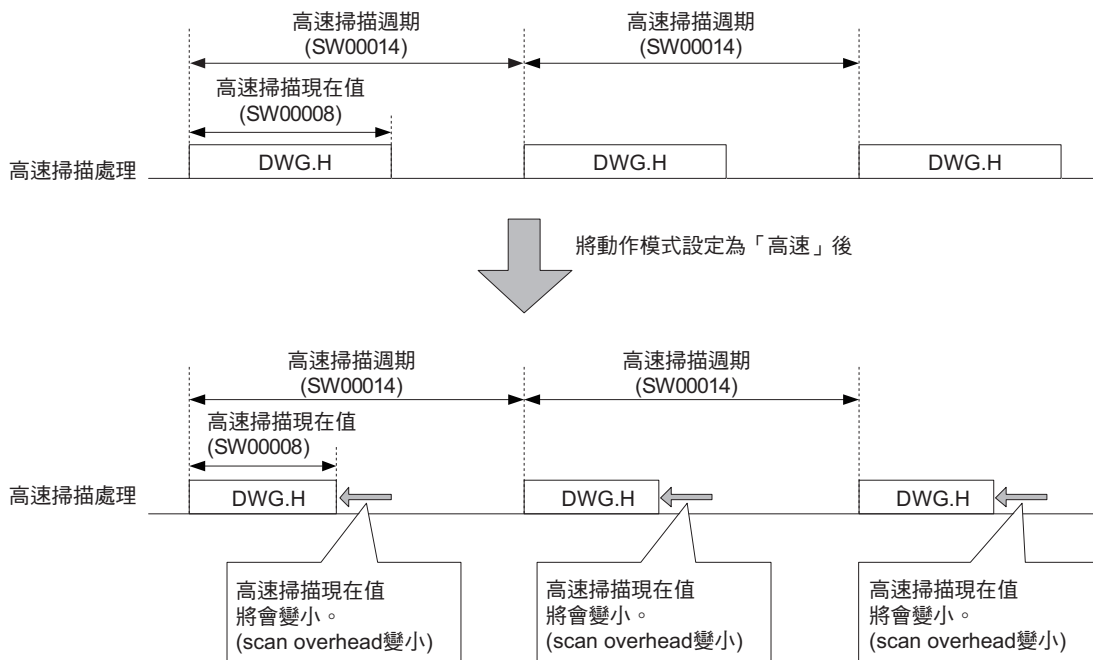 高速掃描週期
(SW00014)
高速掃描週期
(SW00014)
高速掃描現在值
(SW00008)
高速掃描處理
DWG.H
DWG.H
DWG.H
將動作模式設定為「高速」後
高速掃描週期
(SW00014)
高速掃描週期
(SW00014)
高速掃描現在值
(SW00008)
高速掃描處理
DWG.H
DWG.H
DWG.H
高速掃描現在值
將會變小。
(scan overhead變小)
高速掃描現在值
將會變小。
(scan overhead變小)
高速掃描現在值
將會變小。
(scan overhead變小)